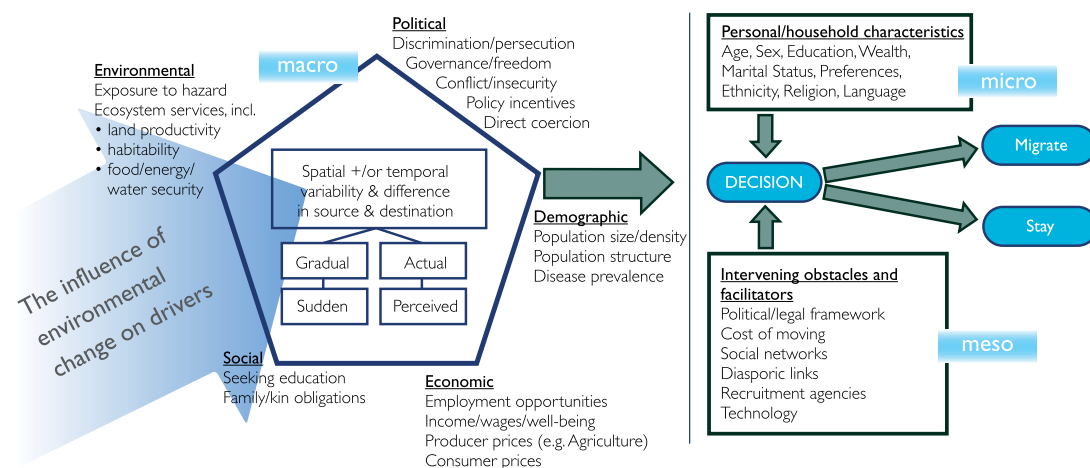 Political
Discrimination/persecution
Governance/freedom
Conflict/insecurity
Policy incentives
Direct coercion
macro
Environmental
Exposure to hazard
Ecosystem services, incl.
• land productivity
• habitability
• food/energy/
water security
Spatial +/or temporal
variability & difference
in source & destination
Gradual
Actual
Sudden
Perceived
The influence of
environmental
change on drivers
Demographic
Population size/density
Population structure
Disease prevalence
Social
Seeking education
Family/kin obligations
Economic
Employment opportunities
Income/wages/well-being
Producer prices (e.g. Agriculture)
Consumer prices
Personal/household characteristics
Age, Sex, Education, Wealth,
Marital Status, Preferences,
Ethnicity, Religion, Language
micro
DECISION
Migrate
Stay
Intervening obstacles and
facilitators
Political/legal framework
Cost of moving
Social networks
Diasporic links
Recruitment agencies
Technology
meso